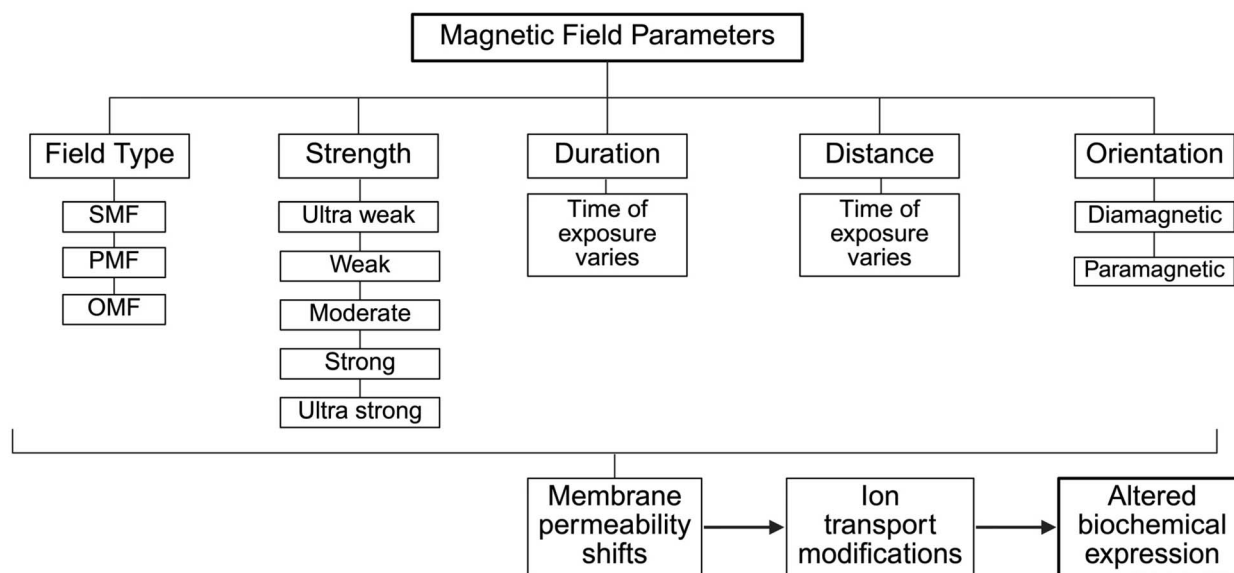 Magnetic Field Parameters
Field Type
SMF
PMF
OMF
Strength
Ultra weak
Weak
Moderate
Strong
Ultra strong
Duration
Time of
exposure
varies
Distance
Time of
exposure
varies
Orientation
Diamagnetic
Paramagnetic
Membrane
permeability
shifts
Ion
transport
modifications
Altered
biochemical
expression